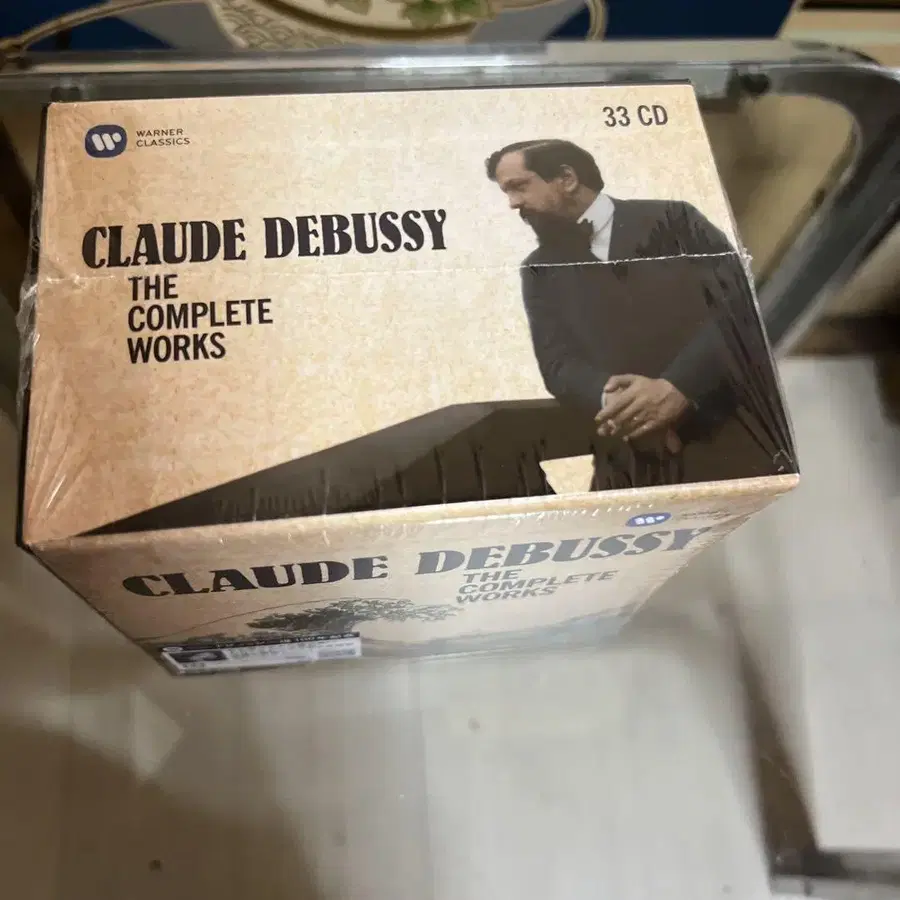 WARNER
CLASSICS
33 CD
CLAUDE DEBUSSY
THE
COMPLETE
WORKS
CLAUDE DEBUSSY
THE
COMPLETE
WORKS